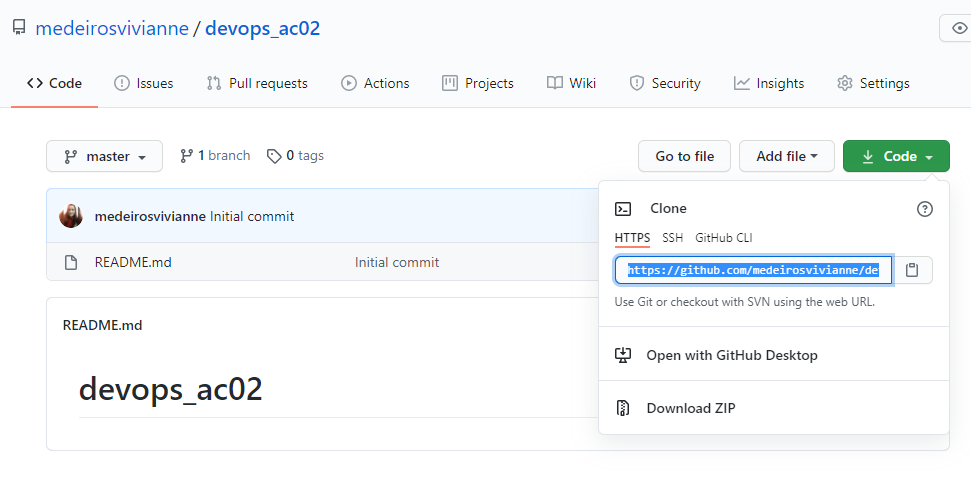 medeirosvivianne / devops_ac02
Code Issues Pull requests Actions Projects Wiki Security Insights Settings
master 1 branch 0 tags Go to file Add file Code
medeirosvivianne Initial commit
README.md Initial commit
README.md
devops_ac02
Clone
HTTPS SSH GitHub CLI
https://github.com/medeirosvivianne/de
Use Git or checkout with SVN using the web URL.
Open with GitHub Desktop
Download ZIP